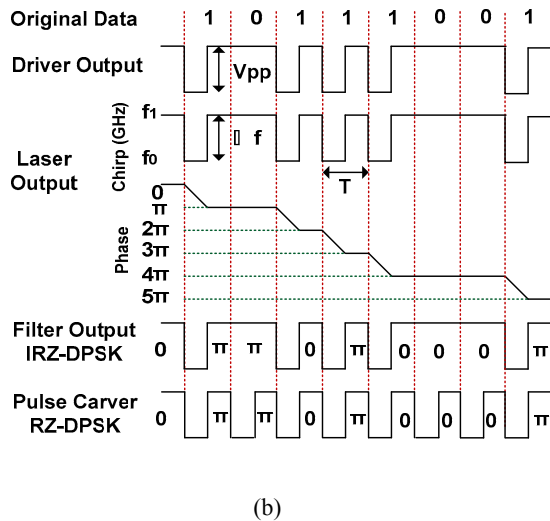 Original Data 1 0 1 1 1 0 0 1
Driver Output Vpp
f1
Chirp (GHz) f
f0
Laser
Output
T
0
π
2π
Phase
3π
4π
5π
Filter Output
IRZ-DPSK 0 π π 0 π 0 0 0 π
Pulse Carver
RZ-DPSK 0 π π 0 π 0 0 0 π
(b)